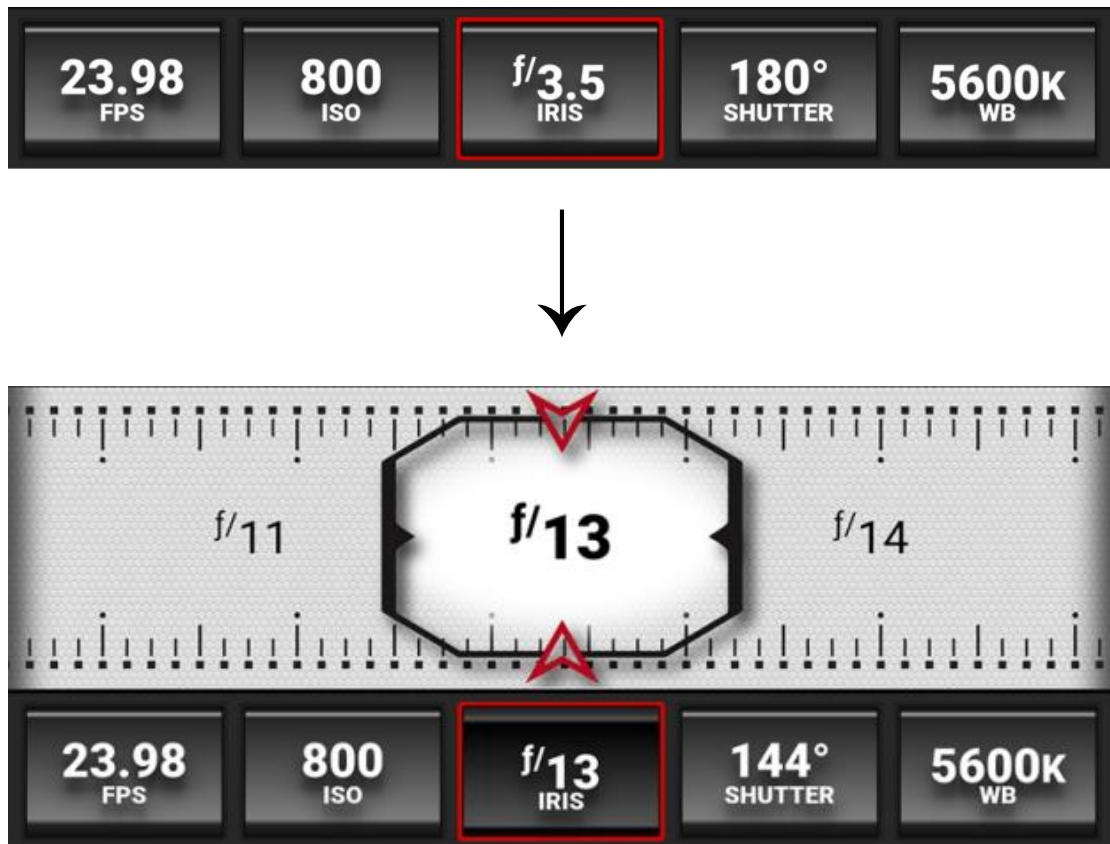 23.98 800 ƒ/3.5 180° 5600K
FPS ISO IRIS SHUTTER WB
ƒ/11 ƒ/13 ƒ/14
23.98 800 ƒ/13 144° 5600K
FPS ISO IRIS SHUTTER WB